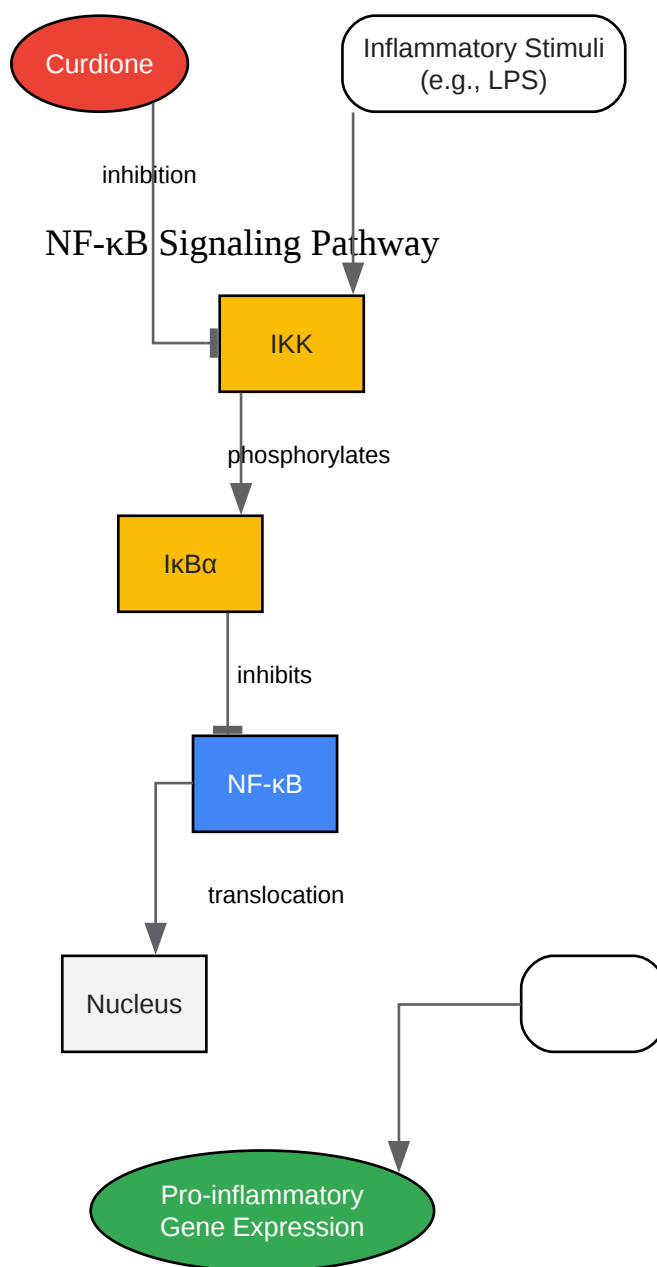 Curdione
Inflammatory Stimuli
(e.g., LPS)
inhibition
NF-κB Signaling Pathway
IKK
phosphorylates
IκBα
inhibits
NF-κB
translocation
Nucleus
Pro-inflammatory
Gene Expression